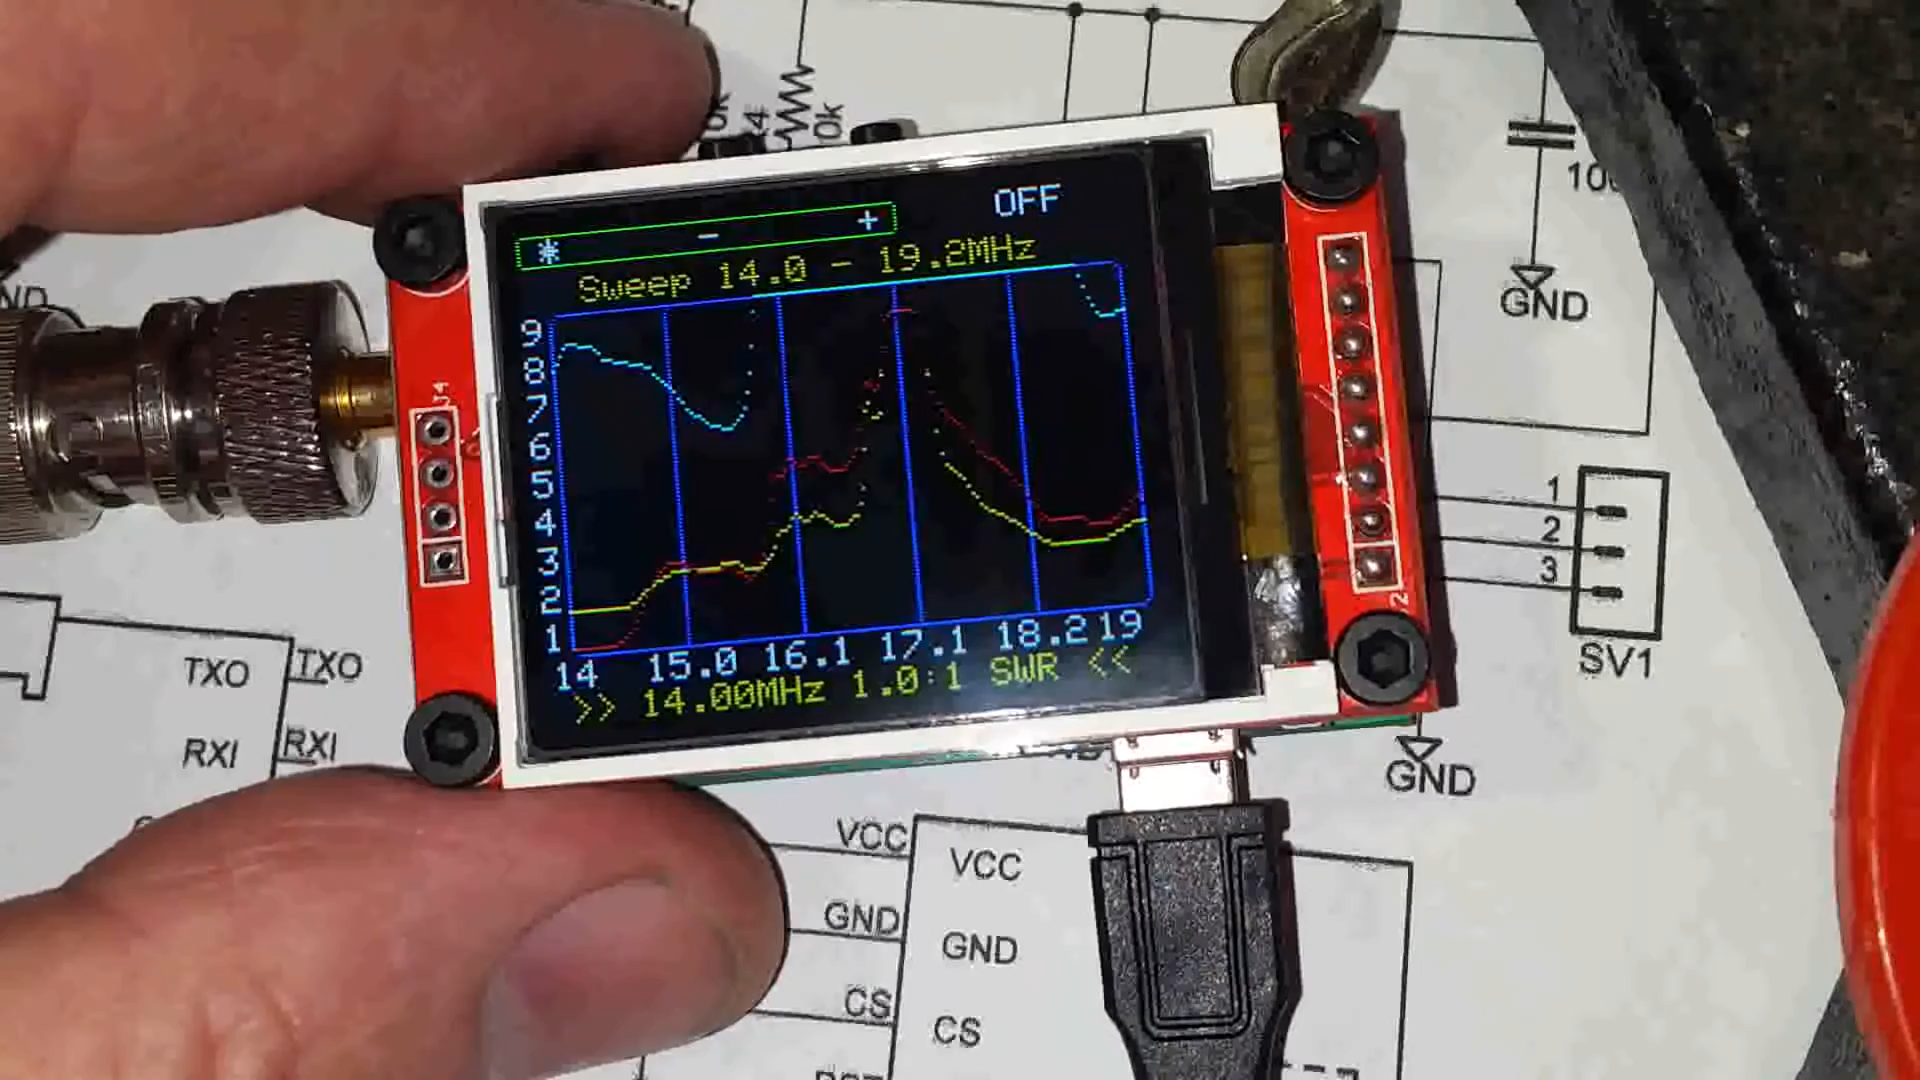 OFF
* - +
Sweep 14.0 - 19.2MHz
9
8
7
6
5
4
3
2
1
14 15.0 16.1 17.1 18.2 19
>> 14.00MHz 1.0:1 SWR <<
GND
1
2
3
SV1
GND
TXO TXO
RXI RXI
VCC VCC
GND GND
CS CS